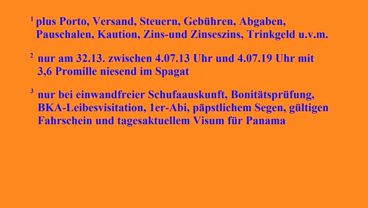 ¹ plus Porto, Versand, Steuern, Gebühren, Abgaben,
Pauschalen, Kaution, Zins-und Zinseszins, Trinkgeld u.v.m.
² nur am 32.13. zwischen 4.07.13 Uhr und 4.07.19 Uhr mit
3,6 Promille niesend im Spagat
³ nur bei einwandfreier Schufaauskunft, Bonitätsprüfung,
BKA-Leibesvisitation, 1er-Abi, päpstlichem Segen, gültigen
Fahrschein und tagesaktuellem Visum für Panama